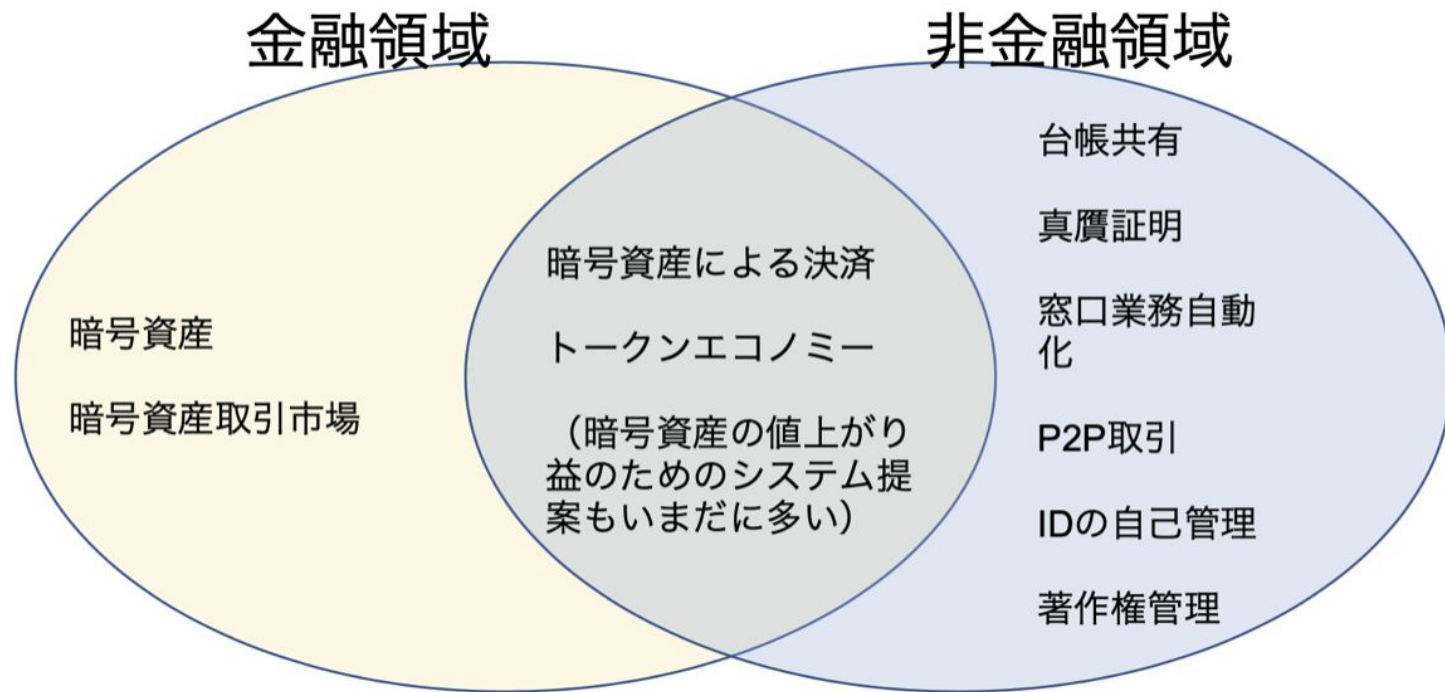 金融領域
非金融領域
暗号資産
暗号資産取引市場
暗号資産による決済
トークンエコノミー
（暗号資産の値上がり
益のためのシステム提
案もいまだに多い）
台帳共有
真贋証明
窓口業務自動
化
P2P取引
IDの自己管理
著作権管理